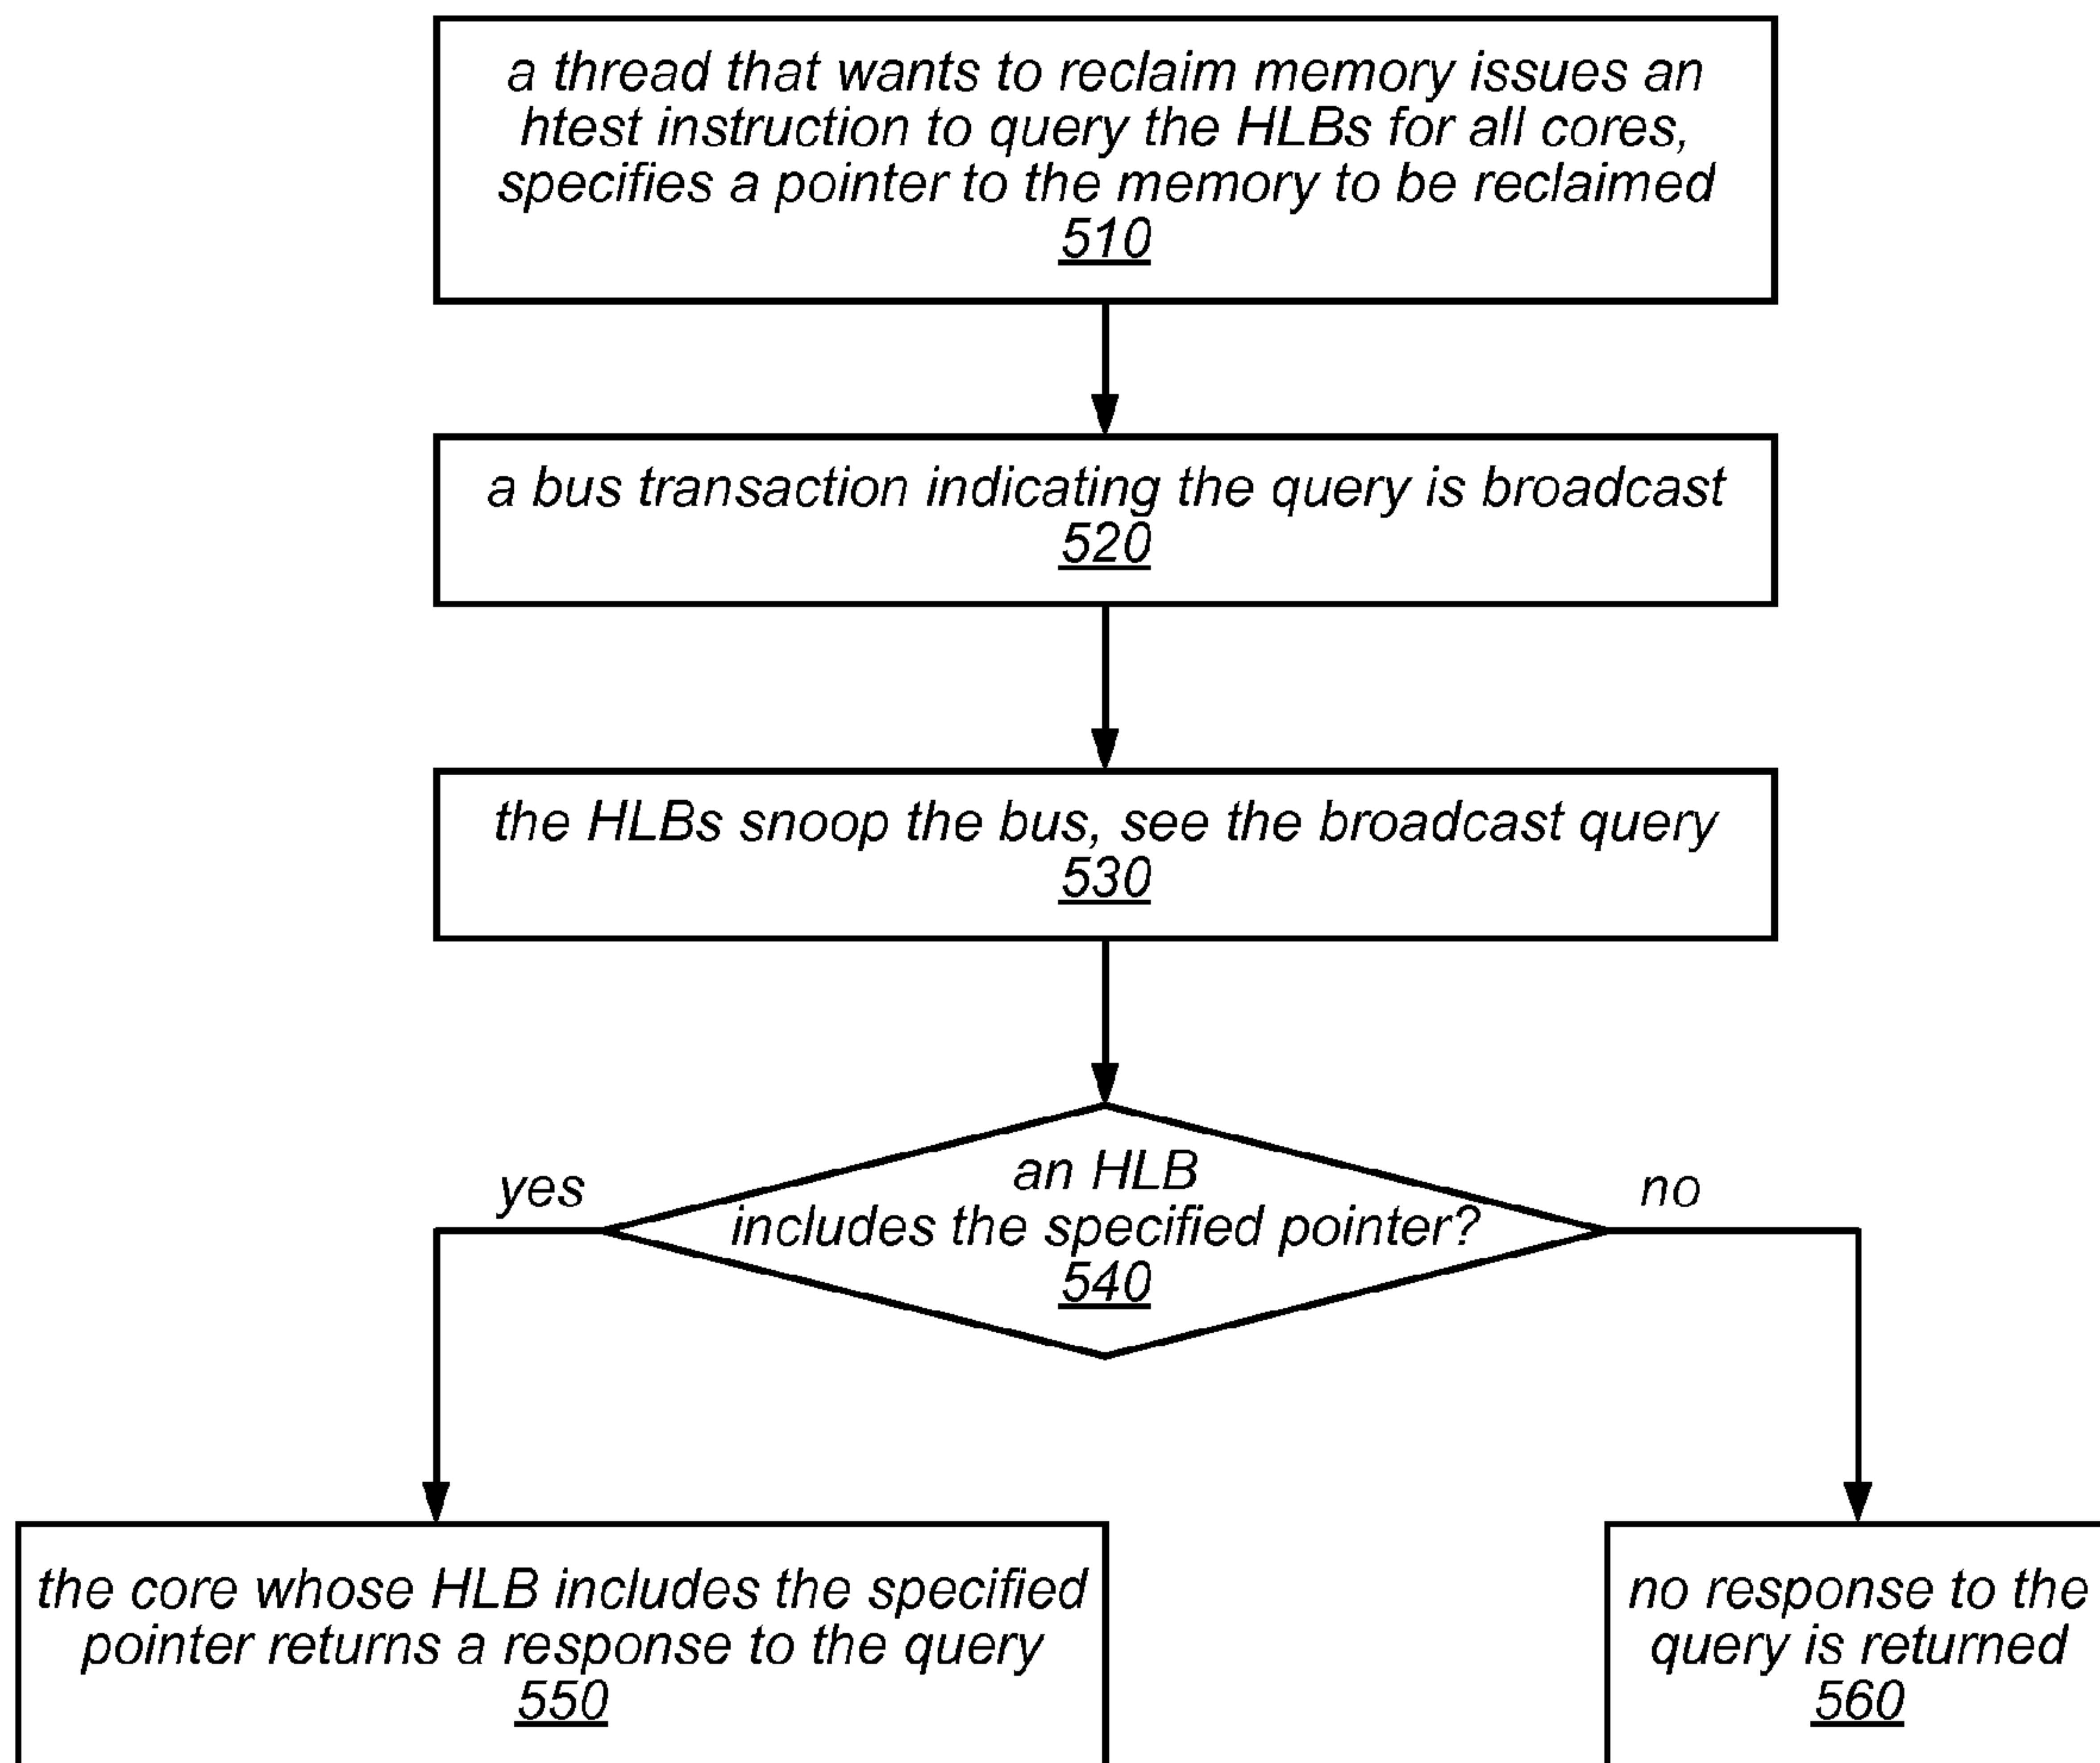 a thread that wants to reclaim memory issues an
htest instruction to query the HLBs for all cores,
specifies a pointer to the memory to be reclaimed
510
a bus transaction indicating the query is broadcast
520
the HLBs snoop the bus, see the broadcast query
530
an HLB
includes the specified pointer?
540
yes
no
the core whose HLB includes the specified
pointer returns a response to the query
550
no response to the
query is returned
560